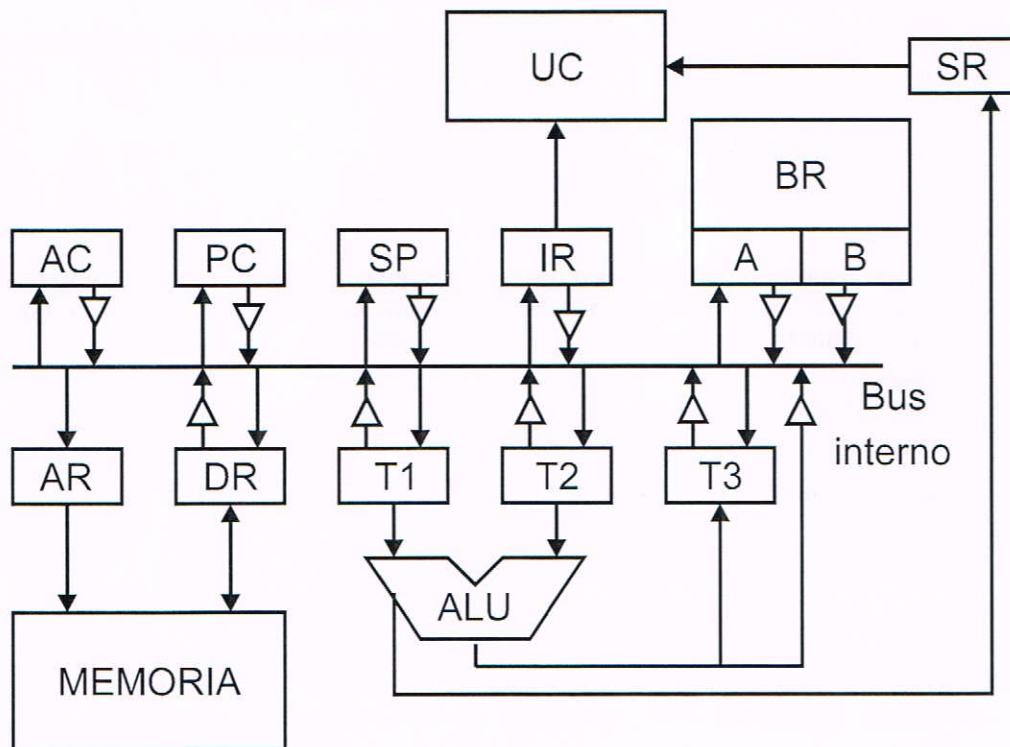 UC
SR
BR
AC
PC
SP
IR
A
B
Bus
interno
AR
DR
T1
T2
T3
ALU
MEMORIA